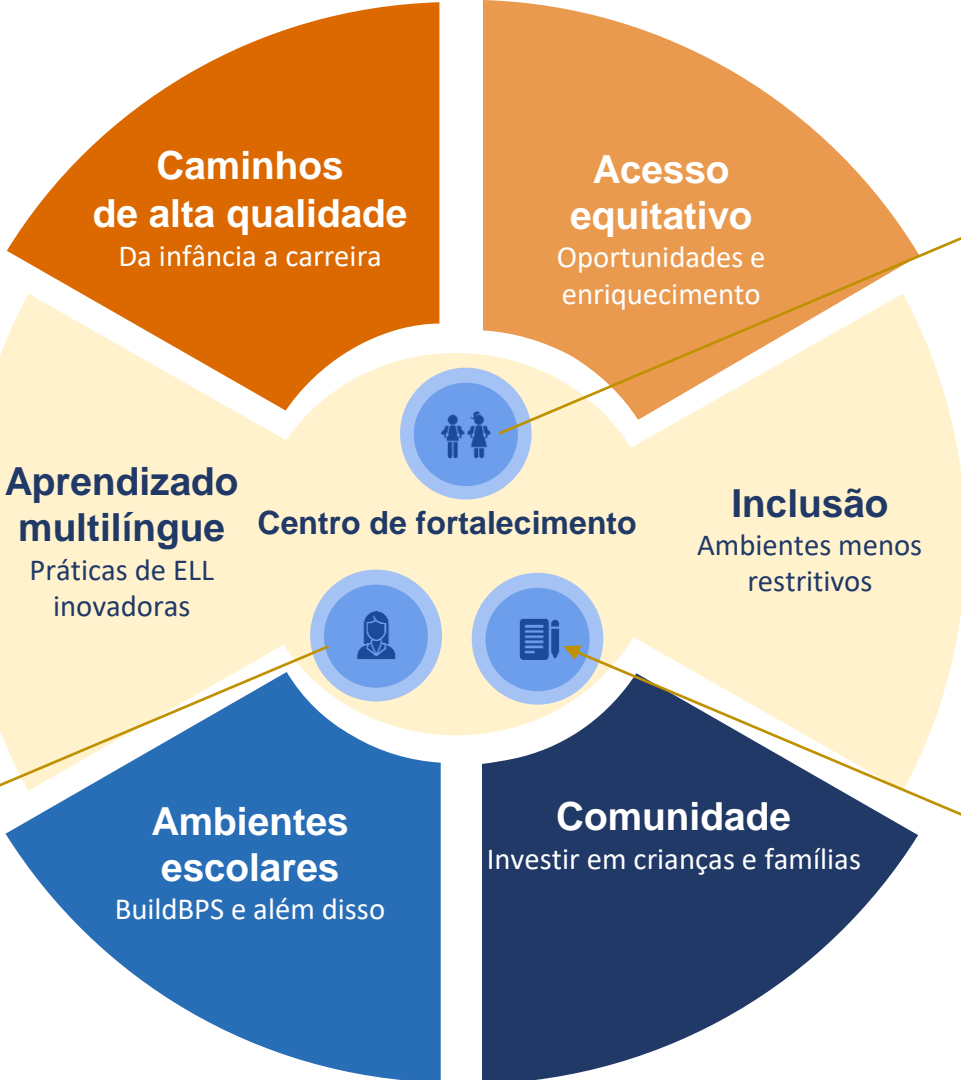 Caminhos
de alta qualidade
Da infância a carreira
Acesso
equitativo
Oportunidades e
enriquecimento
Aprendizado
multilíngue
Práticas de ELL
inovadoras
Centro de fortalecimento
Inclusão
Ambientes menos
restritivos
Ambientes
escolares
BuildBPS e além disso
Comunidade
Investir em crianças e famílias